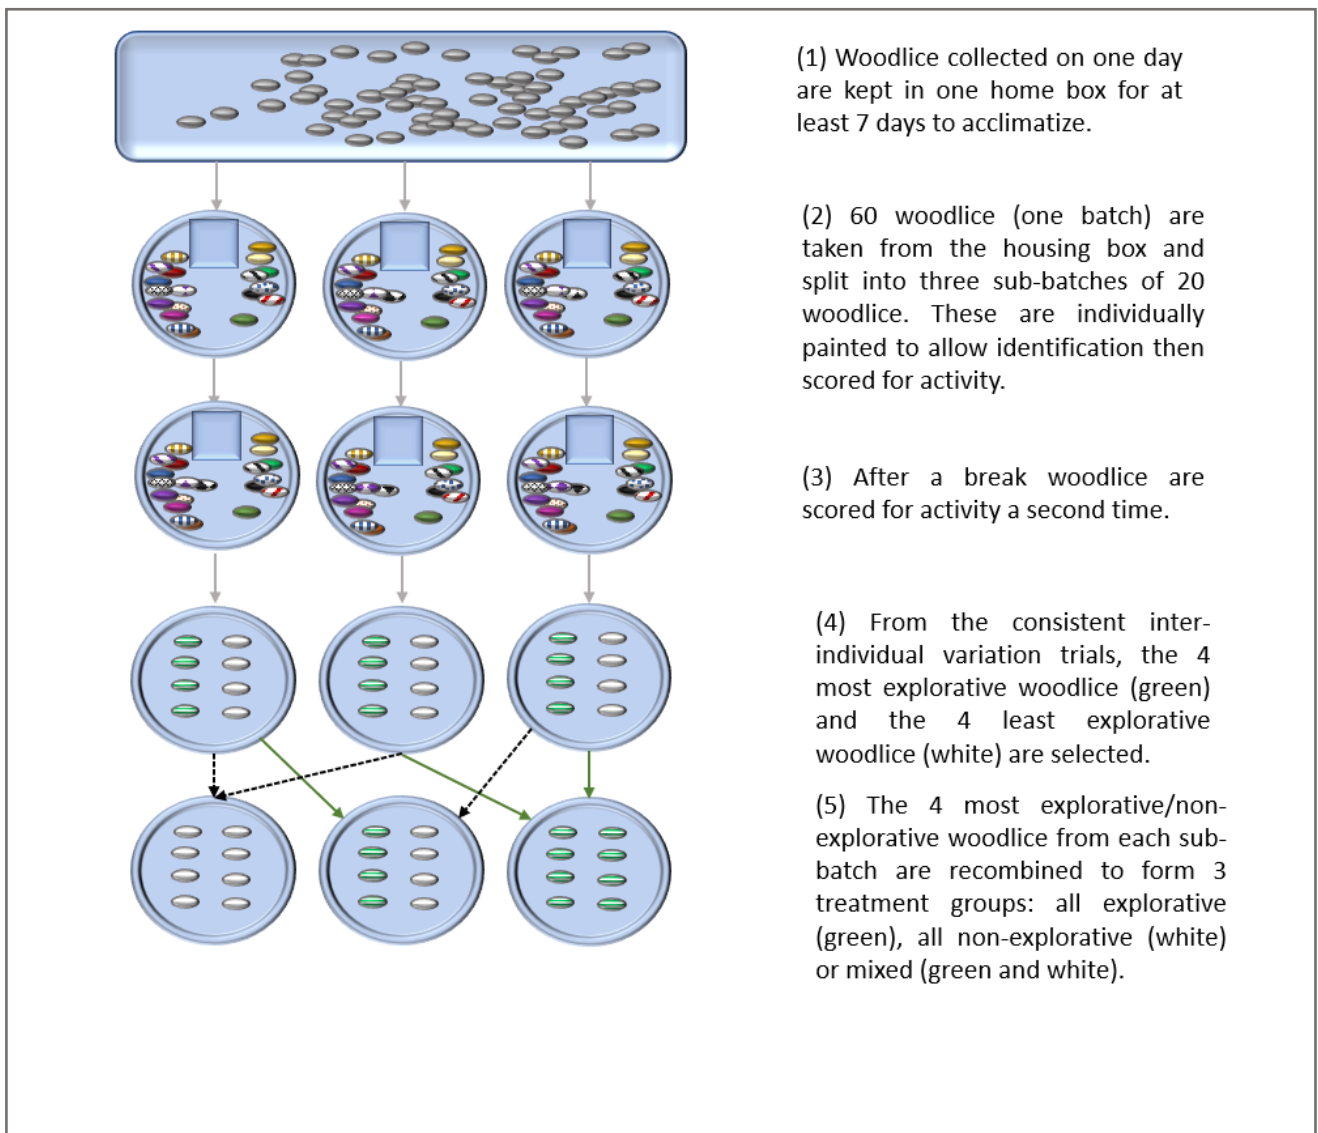 (1) Woodlice collected on one day
are kept in one home box for at
least 7 days to acclimatize.
(2) 60 woodlice (one batch) are
taken from the housing box and
split into three sub-batches of 20
woodlice. These are individually
painted to allow identification then
scored for activity.
(3) After a break woodlice are
scored for activity a second time.
(4) From the consistent inter-
individual variation trials, the 4
most explorative woodlice (green)
and the 4 least explorative
woodlice (white) are selected.
(5) The 4 most explorative/non-
explorative woodlice from each sub-
batch are recombined to form 3
treatment groups: all explorative
(green), all non-explorative (white)
or mixed (green and white).